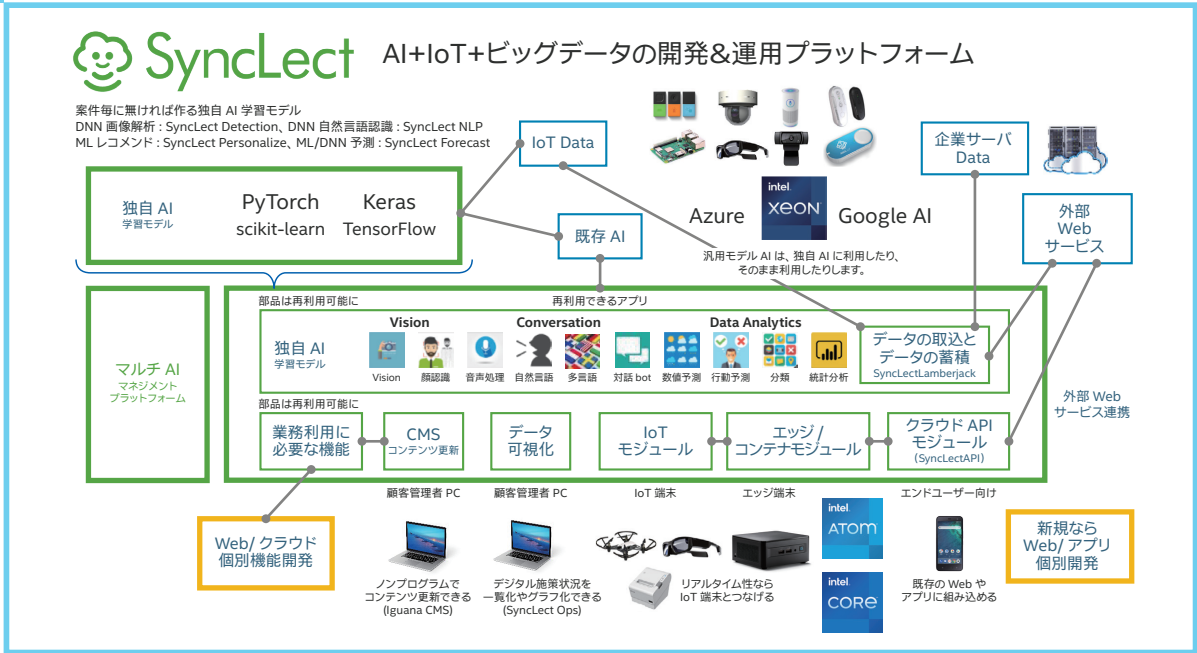 SyncLect
AI+IoT+ビッグデータの開発&運用プラットフォーム
案件毎に無ければ作る独自 AI 学習モデル
DNN 画像解析 : SyncLect Detection、DNN 自然言語認識 : SyncLect NLP
ML レコメンド : SyncLect Personalize、ML/DNN 予測 : SyncLect Forecast
IoT Data
企業サーバ
Data
独自 AI
学習モデル
PyTorch
Keras
scikit-learn
TensorFlow
既存 AI
Azure
intel.
XEON
Google AI
外部
Web
サービス
汎用モデル AI は、独自 AI に利用したり、
そのまま利用したりします。
マルチ AI
マネジメント
プラットフォーム
部品は再利用可能に
再利用できるアプリ
独自 AI
学習モデル
Vision
Conversation
Data Analytics
Vision
顔認識
音声処理
自然言語
多言語
対話 bot
数値予測
行動予測
分類
統計分析
データの取込と
データの蓄積
SyncLectLamberjack
部品は再利用可能に
業務利用に
必要な機能
CMS
コンテンツ更新
データ
可視化
IoT
モジュール
エッジ /
コンテナモジュール
クラウド API
モジュール
(SyncLectAPI)
外部 Web
サービス連携
顧客管理者 PC
顧客管理者 PC
IoT 端末
エッジ端末
エンドユーザー向け
Web/ クラウド
個別機能開発
intel.
ATOM
intel.
CORE
新規なら
Web/ アプリ
個別開発
ノンプログラムで
コンテンツ更新できる
(Iguana CMS)
デジタル施策状況を
一覧化やグラフ化できる
(SyncLect Ops)
リアルタイム性なら
IoT 端末とつなげる
既存の Web や
アプリに組み込める